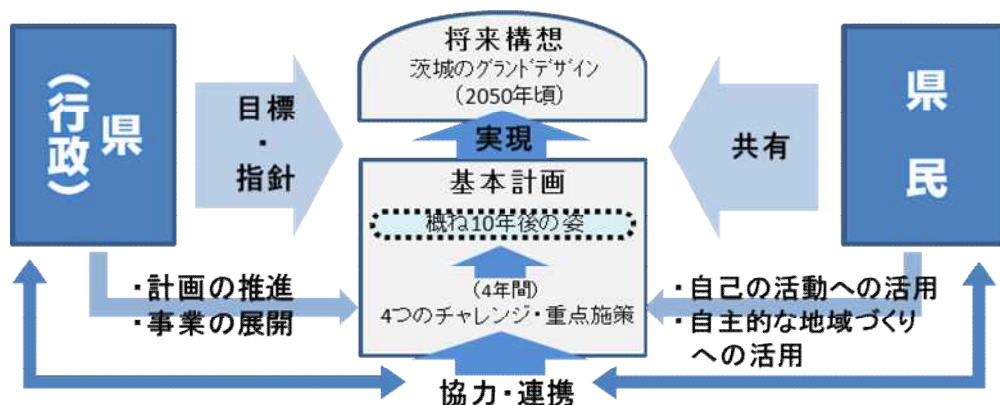 県
（行政）
目標
・
指針
将来構想
茨城のグランドデザイン
（2050年頃）
実現
共有
県民
基本計画
概ね10年後の姿
(4年間)
4つのチャレンジ・重点施策
・計画の推進
・事業の展開
・自己の活動への活用
・自主的な地域づくり
への活用
協力・連携